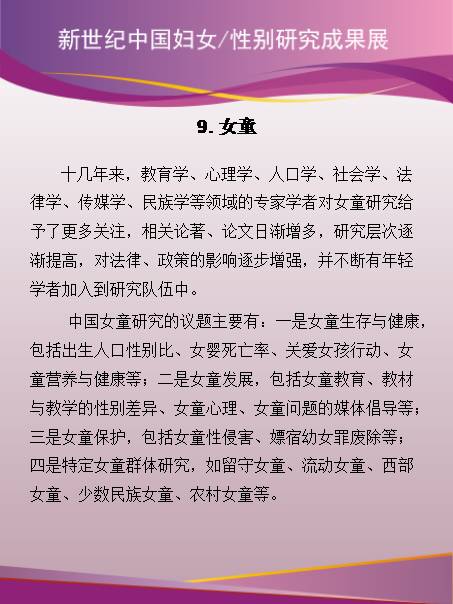 新世纪中国妇女/性别研究成果展
9. 女童
十几年来，教育学、心理学、人口学、社会学、法
律学、传媒学、民族学等领域的专家学者对女童研究给
予了更多关注，相关论著、论文日渐增多，研究层次逐
渐提高，对法律、政策的影响逐步增强，并不断有年轻
学者加入到研究队伍中。
中国女童研究的议题主要有：一是女童生存与健康，
包括出生人口性别比、女婴死亡率、关爱女孩行动、女
童营养与健康等；二是女童发展，包括女童教育、教材
与教学的性别差异、女童心理、女童问题的媒体倡导等；
三是女童保护，包括女童性侵害、嫖宿幼女罪废除等；
四是特定女童群体研究，如留守女童、流动女童、西部
女童、少数民族女童、农村女童等。